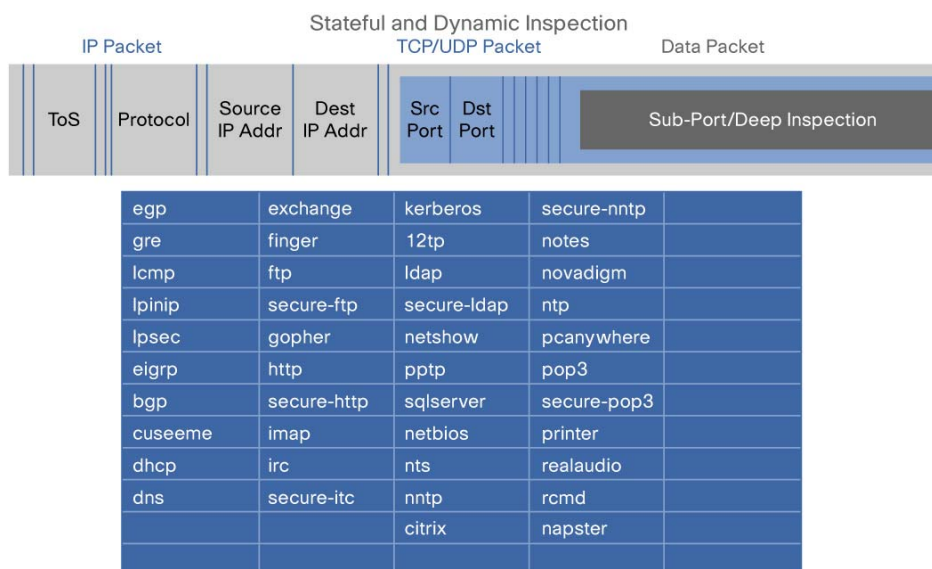 Stateful and Dynamic Inspection
IP Packet TCP/UDP Packet Data Packet
ToS Protocol Source IP Addr Dest IP Addr Src Port Dst Port Sub-Port/Deep Inspection
egp exchange kerberos secure-nntp
gre finger 12tp notes
lcmp ftp ldap novadigm
lpinip secure-ftp secure-ldap ntp
lpsec gopher netshow pcanywhere
eigrp http pptp pop3
bgp secure-http sqlserver secure-pop3
cuseeme imap netbios printer
dhcp irc nts realaudio
dns secure-itc nntp rcmd
citrix napster